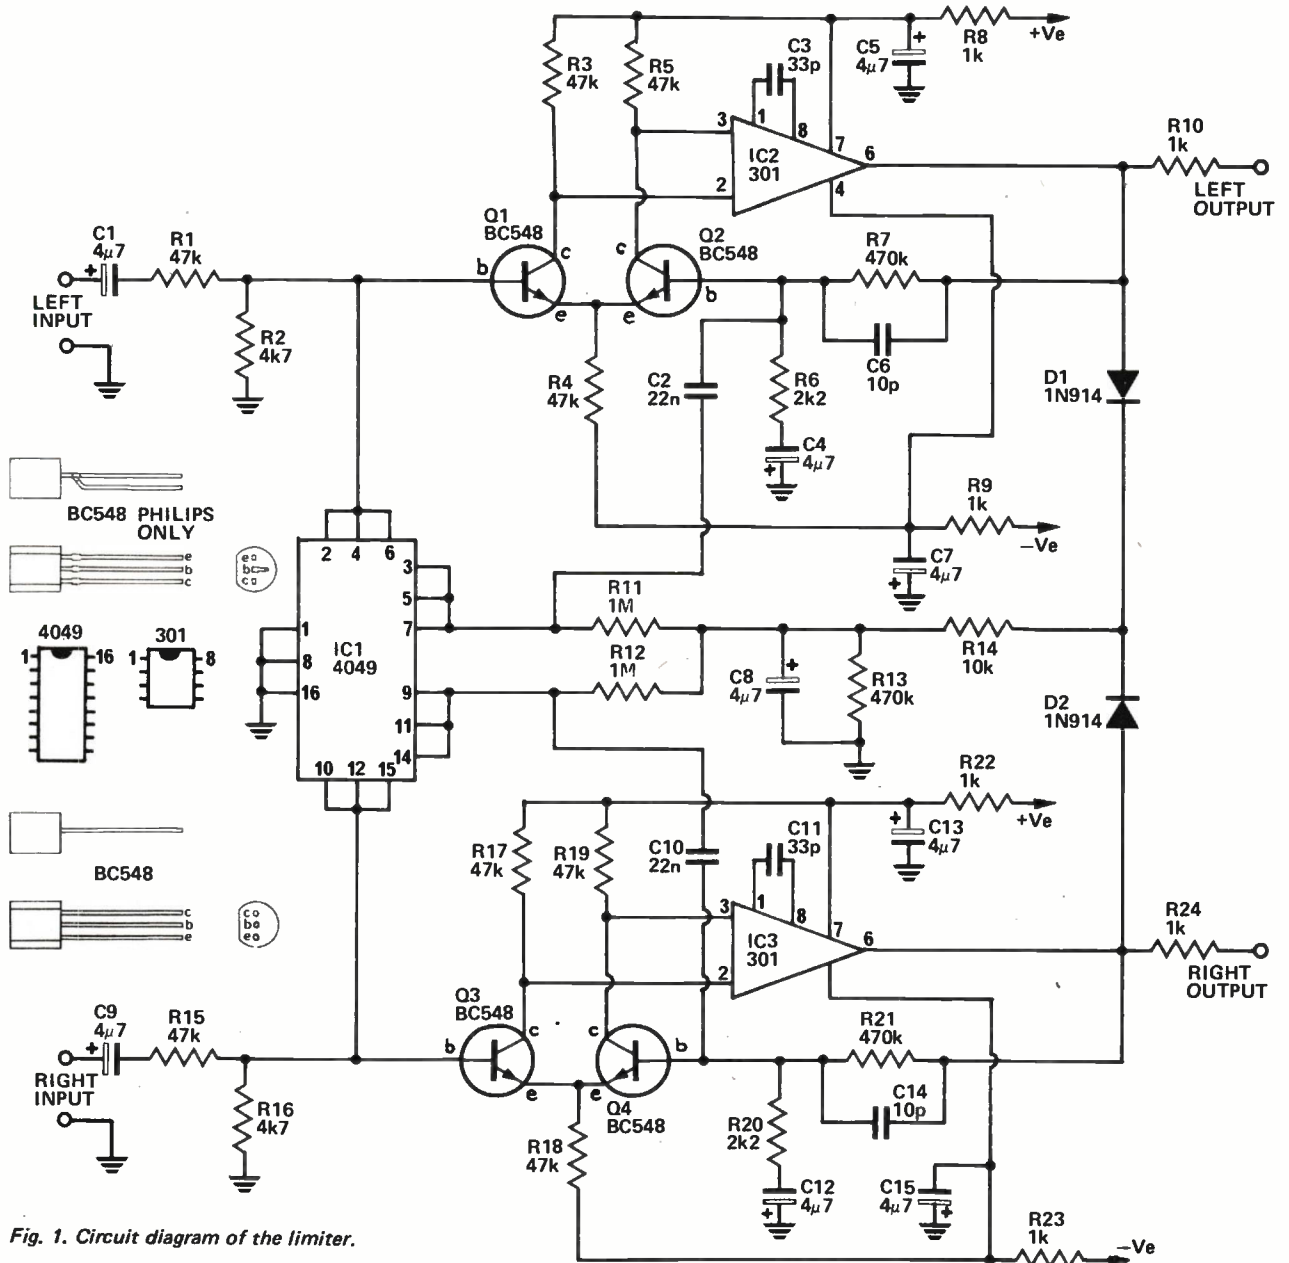 R3
47k
R5
47k
C3
33p
C5
+
4µ7
R8
1k
+Ve
3
1
8
7
6
2
4
IC2
301
R10
1k
LEFT
OUTPUT
Q1
BC548
c
b
e
Q2
BC548
c
b
e
C1
4µ7
+
R1
47k
LEFT
INPUT
R2
4k7
R7
470k
C6
10p
R4
47k
C2
22n
R6
2k2
C4
4µ7
+
D1
1N914
R9
1k
–Ve
C7
4µ7
+
BC548 PHILIPS
ONLY
e
b
c
e
b
c
2 4 6
3
5
7
1
8
16
IC1
4049
9
11
14
10 12 15
R11
1M
R12
1M
C8
4µ7
+
R13
470k
R14
10k
D2
1N914
4049
1
16
301
1
8
R22
1k
+Ve
C13
4µ7
+
BC548
c
b
e
c
b
e
R17
47k
R19
47k
C10
22n
C11
33p
3
1
8
7
6
2
IC3
301
R24
1k
RIGHT
OUTPUT
Q3
BC548
c
b
e
c
b
e
Q4
BC548
C9
4µ7
+
R15
47k
RIGHT
INPUT
R16
4k7
R21
470k
C14
10p
R18
47k
R20
2k2
C12
4µ7
+
C15
4µ7
+
R23
1k
–Ve
Fig. 1. Circuit diagram of the limiter.